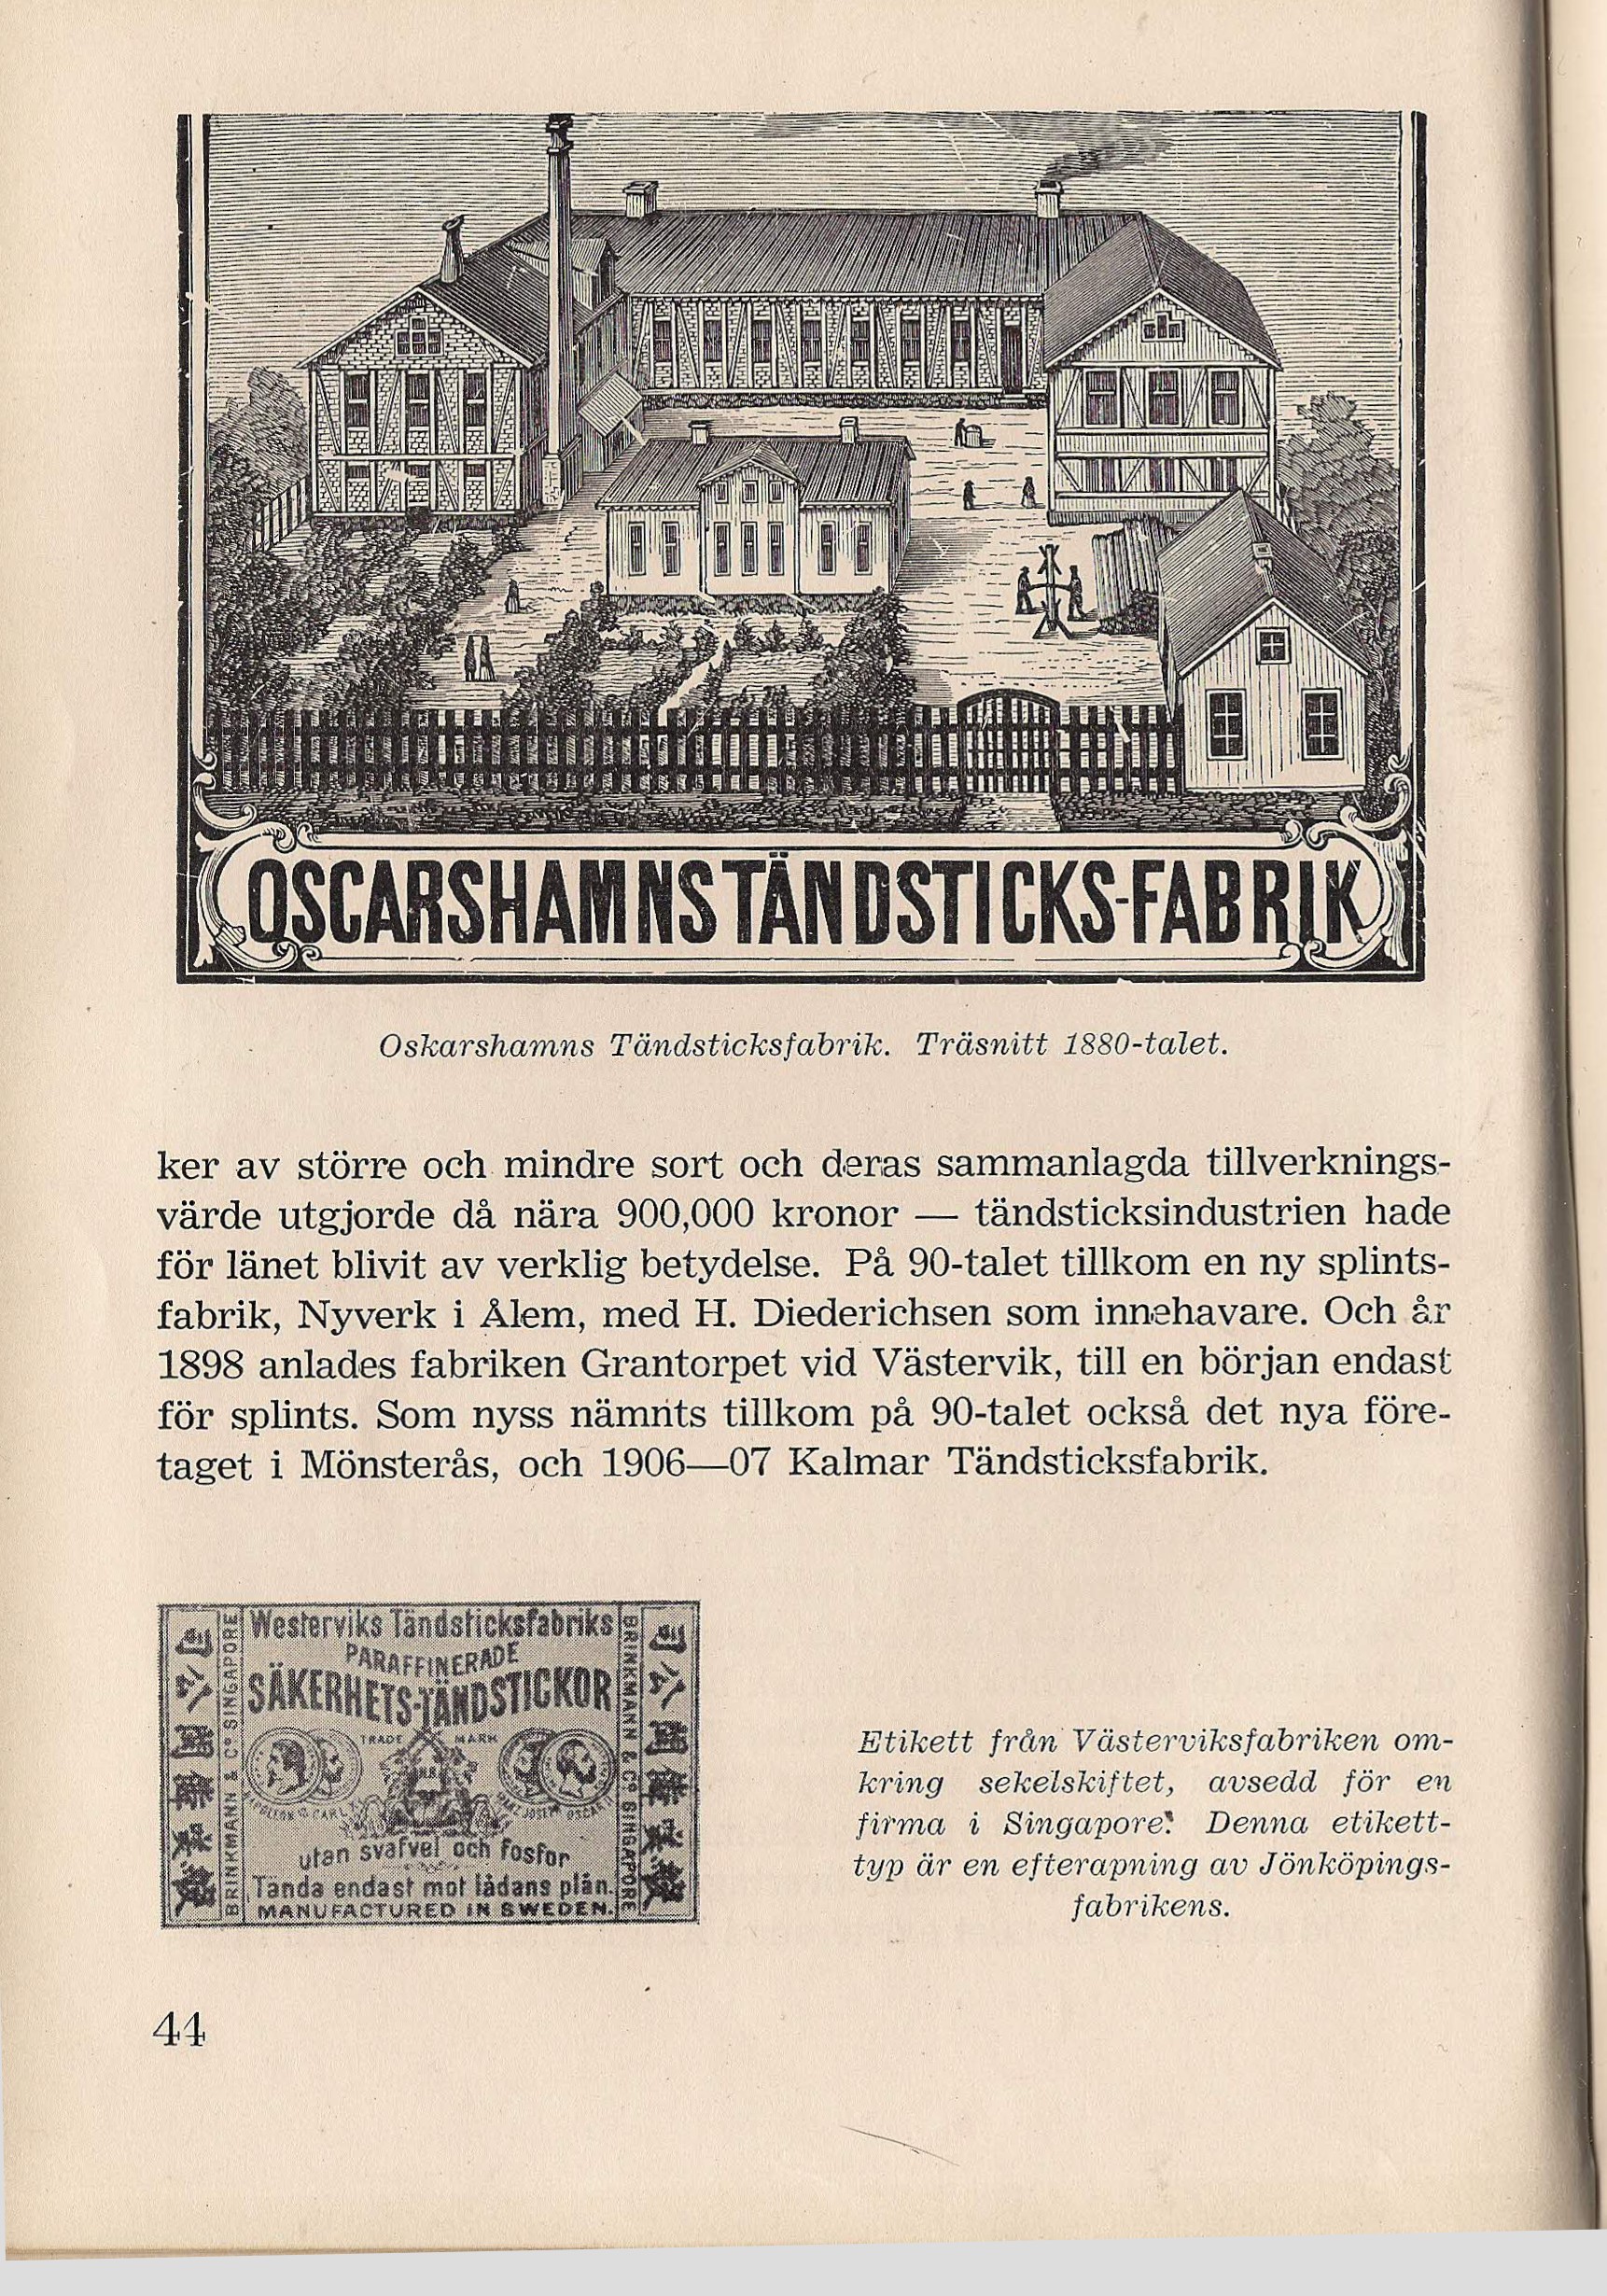 OSCARSHAMNS TÄNDSTICKS-FABRIK
Oskarshamns Tändsticksfabrik. Träsnitt 1880-talet.
ker av större och mindre sort och deras sammanlagda tillverknings-
värde utgjorde då nära 900,000 kronor — tändsticksindustrien hade
för länet blivit av verklig betydelse. På 90-talet tillkom en ny splints-
fabrik, Nyverk i Ålem, med H. Diederichsen som innehavare. Och år
1898 anlades fabriken Grantorpet vid Västervik, till en början endast
för splints. Som nyss nämnts tillkom på 90-talet också det nya före-
taget i Mönsterås, och 1906—07 Kalmar Tändsticksfabrik.
Westerviks Tändsticksfabriks
PARAFFINERADE
SÄKERHETS-TÄNDSTICKOR
TRADE MARK
utan svafvel och fosfor
Tända endast mot lådans plån.
MANUFACTURED IN SWEDEN.
BRINKMANN & Co SINGAPORE
BRINKMANN & Co SINGAPORE
Etikett från Västerviksfabriken om-
kring sekelskiftet, avsedd för en
firma i Singapore. Denna etikett-
typ är en efterapning av Jönköpings-
fabrikens.
44